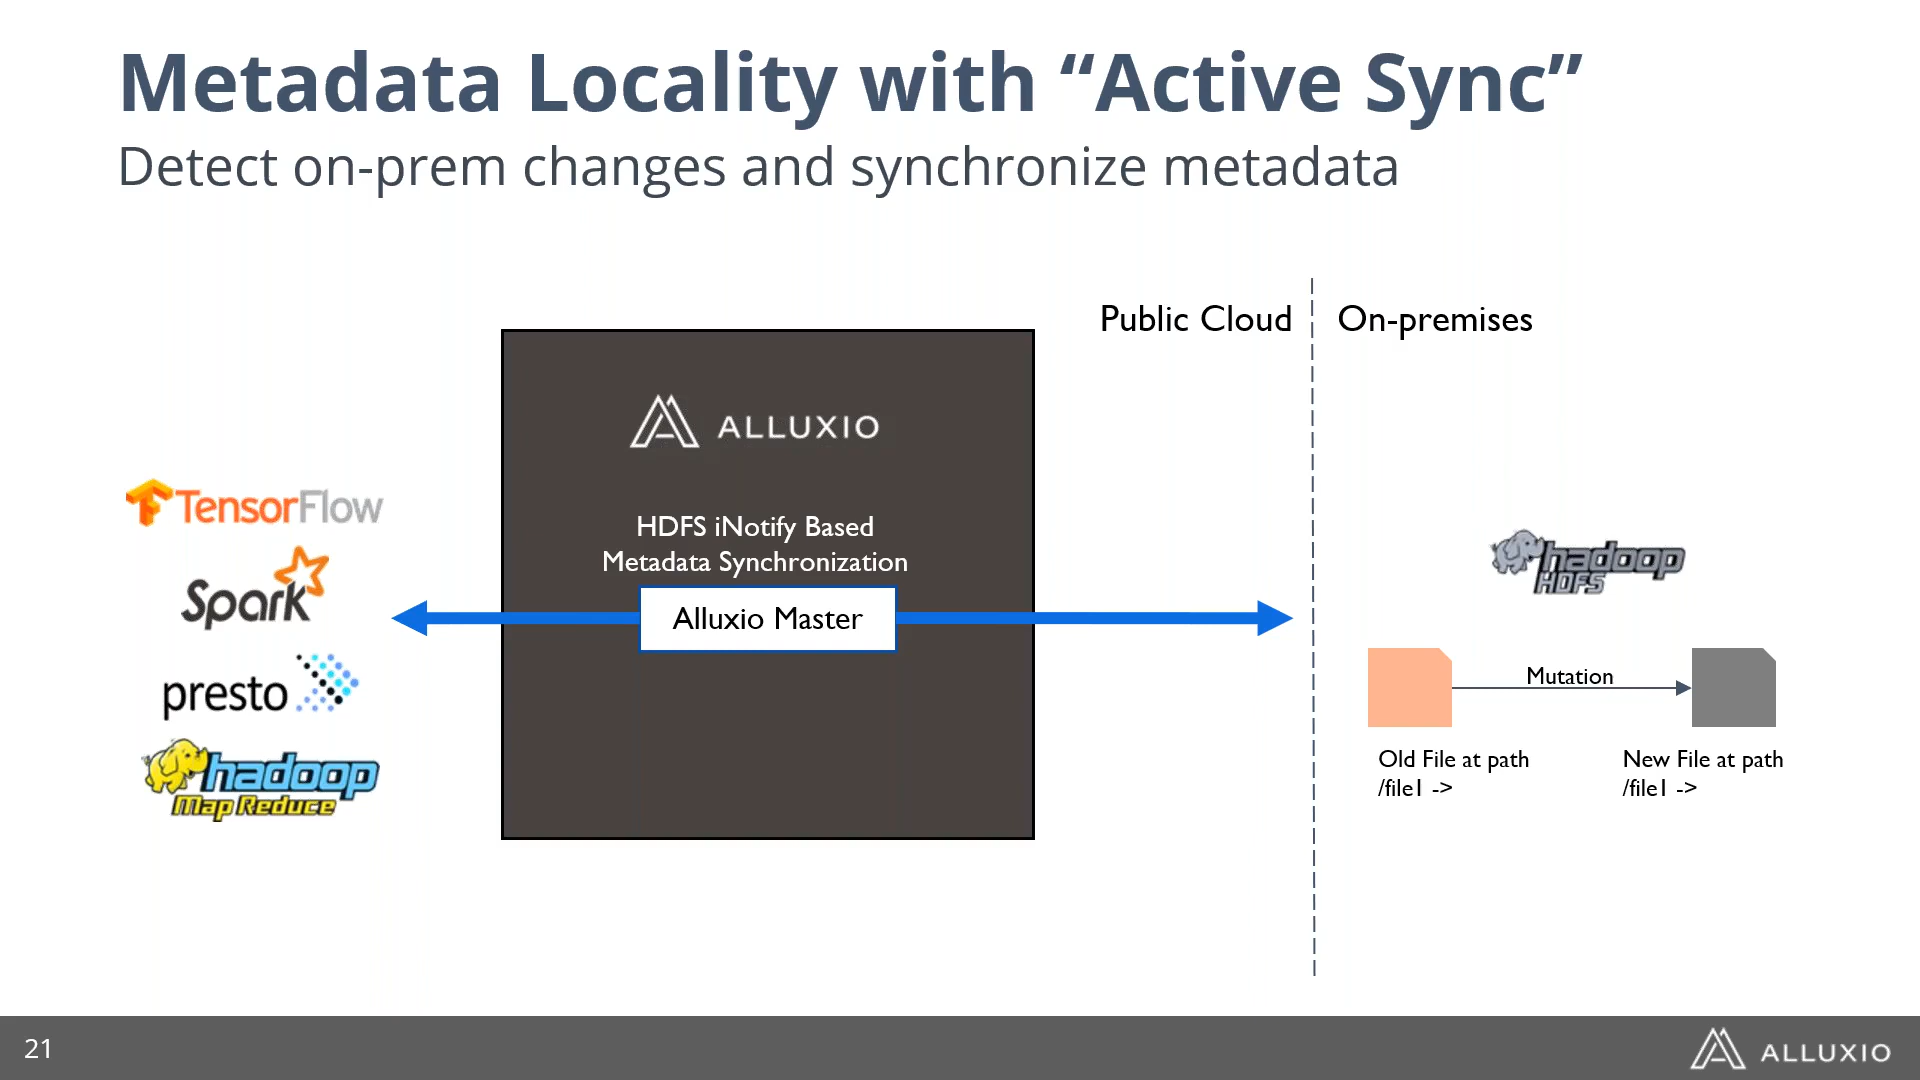 Metadata Locality with “Active Sync”
Detect on-prem changes and synchronize metadata
Public Cloud
On-premises
ALLUXIO
HDFS iNotify Based
Metadata Synchronization
Alluxio Master
TensorFlow
Spark
presto
hadoop
Map Reduce
hadoop
HDFS
Mutation
Old File at path
/file1 ->
New File at path
/file1 ->
21
ALLUXIO